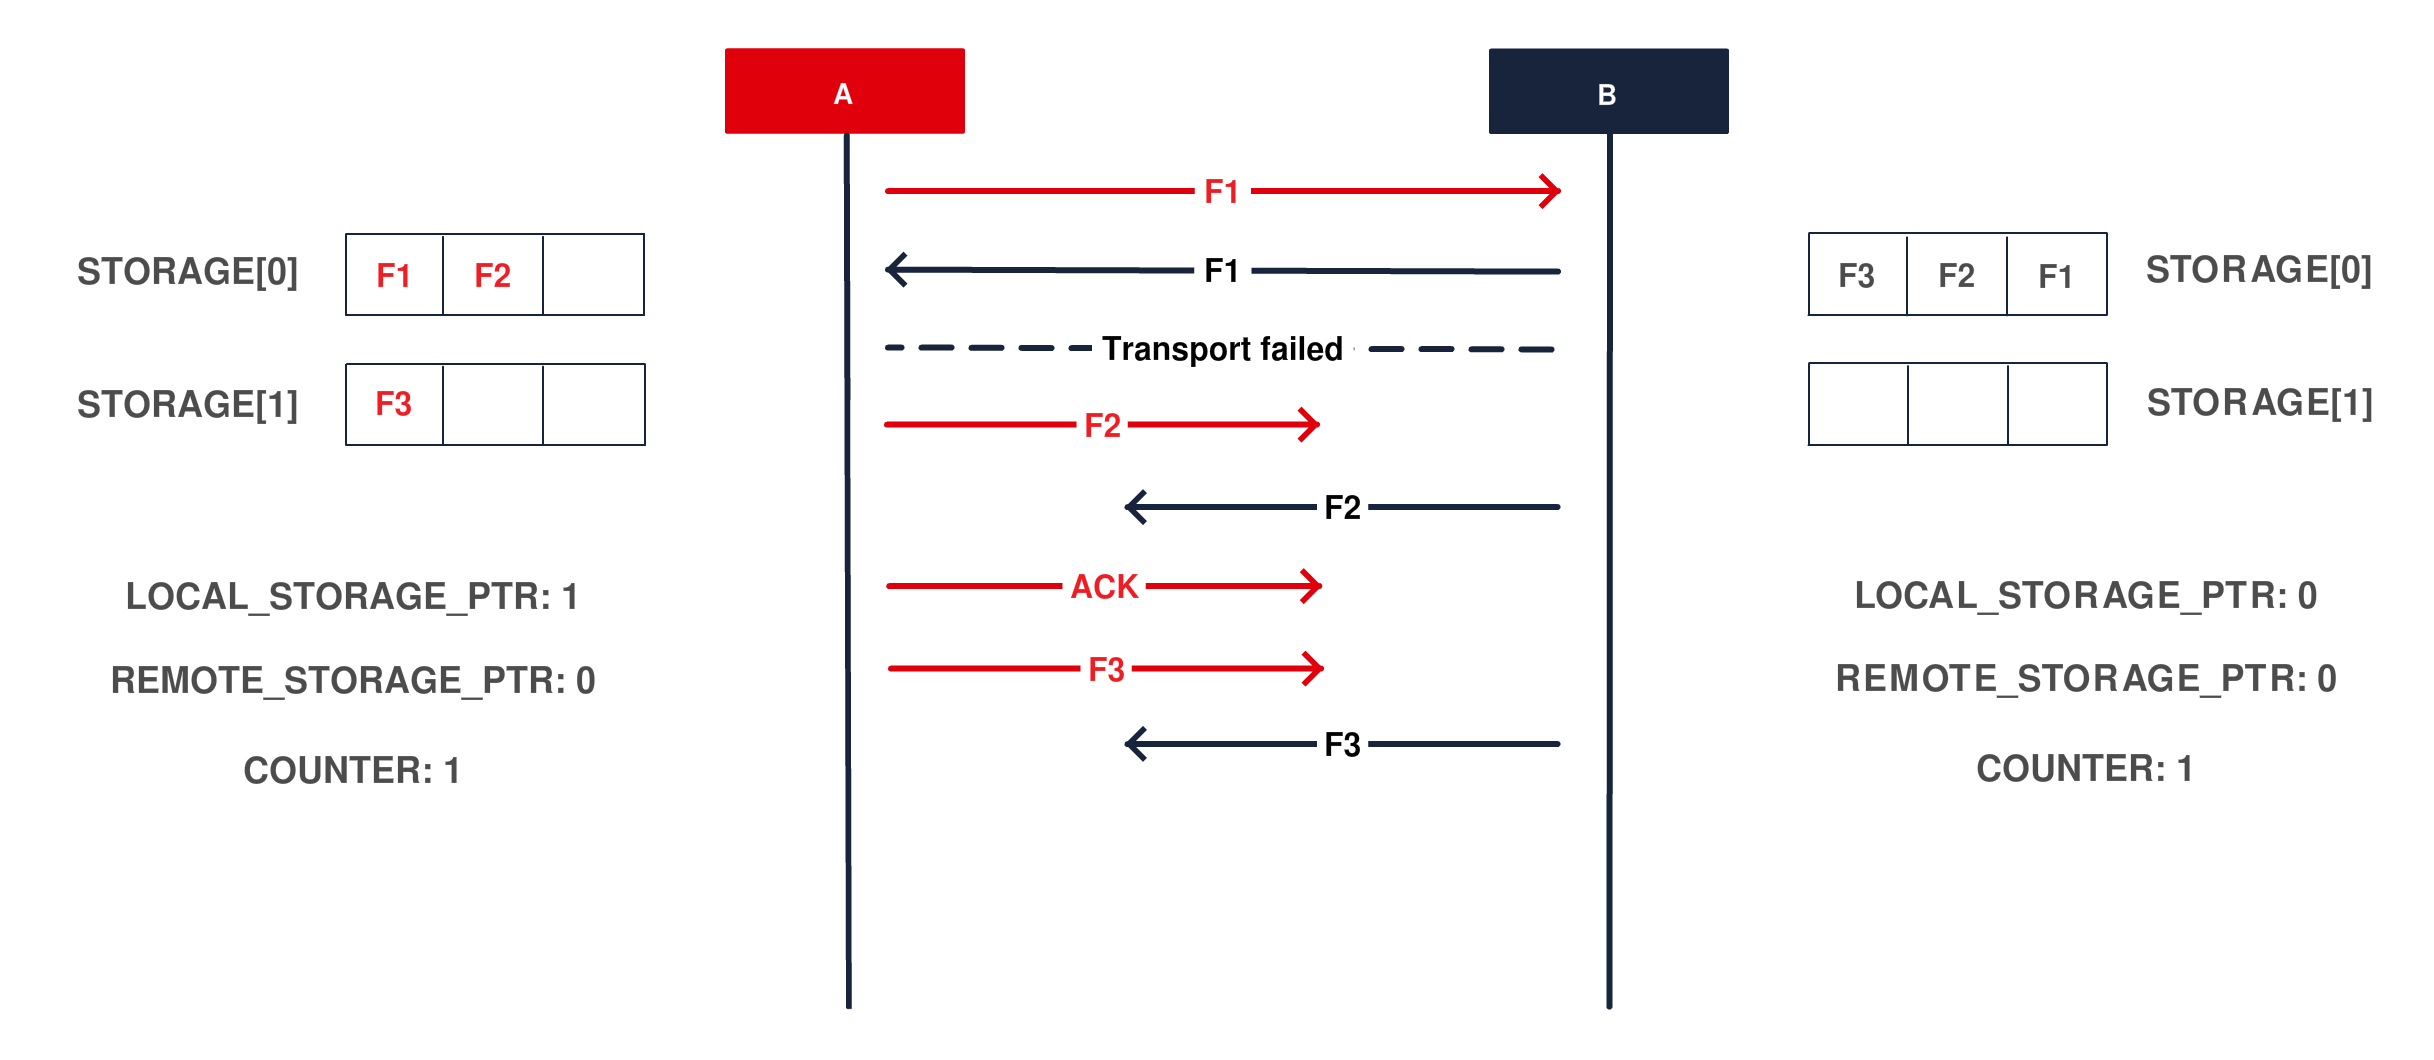 A
B
F1
F1
Transport failed
F2
F2
ACK
F3
F3
STORAGE[0]
F1 F2
STORAGE[1]
F3
LOCAL_STORAGE_PTR: 1
REMOTE_STORAGE_PTR: 0
COUNTER: 1
F3 F2 F1
STORAGE[0]
STORAGE[1]
LOCAL_STORAGE_PTR: 0
REMOTE_STORAGE_PTR: 0
COUNTER: 1